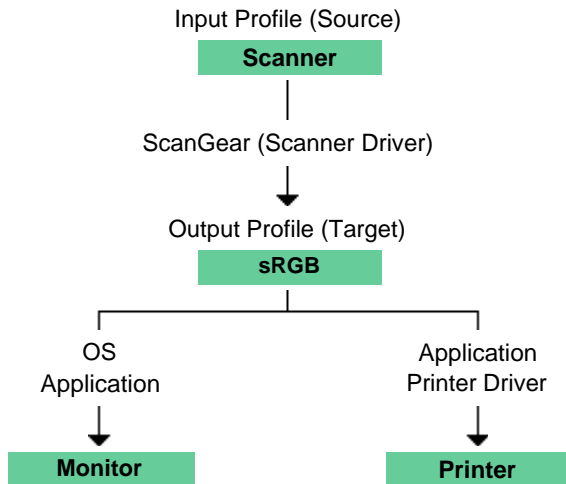 Input Profile (Source)
Scanner
ScanGear (Scanner Driver)
Output Profile (Target)
sRGB
OS
Application
Application
Printer Driver
Monitor
Printer